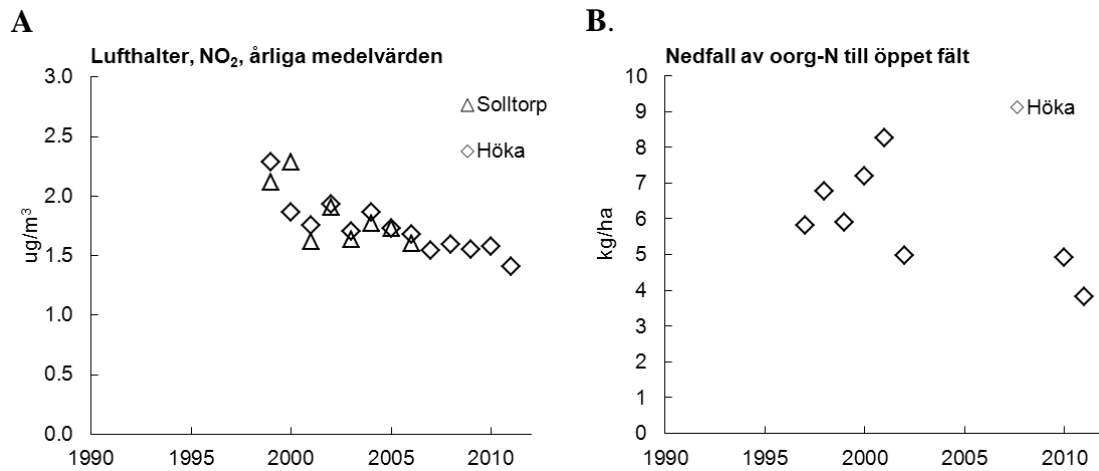 A
Lufthalter, NO₂, årliga medelvärden
3.0
2.5
2.0
1.5
1.0
0.5
0.0
ug/m³
Solltorp
Höka
1990 1995 2000 2005 2010
B.
Nedfall av oorg-N till öppet fält
10
9
8
7
6
5
4
3
2
1
0
kg/ha
Höka
1990 1995 2000 2005 2010